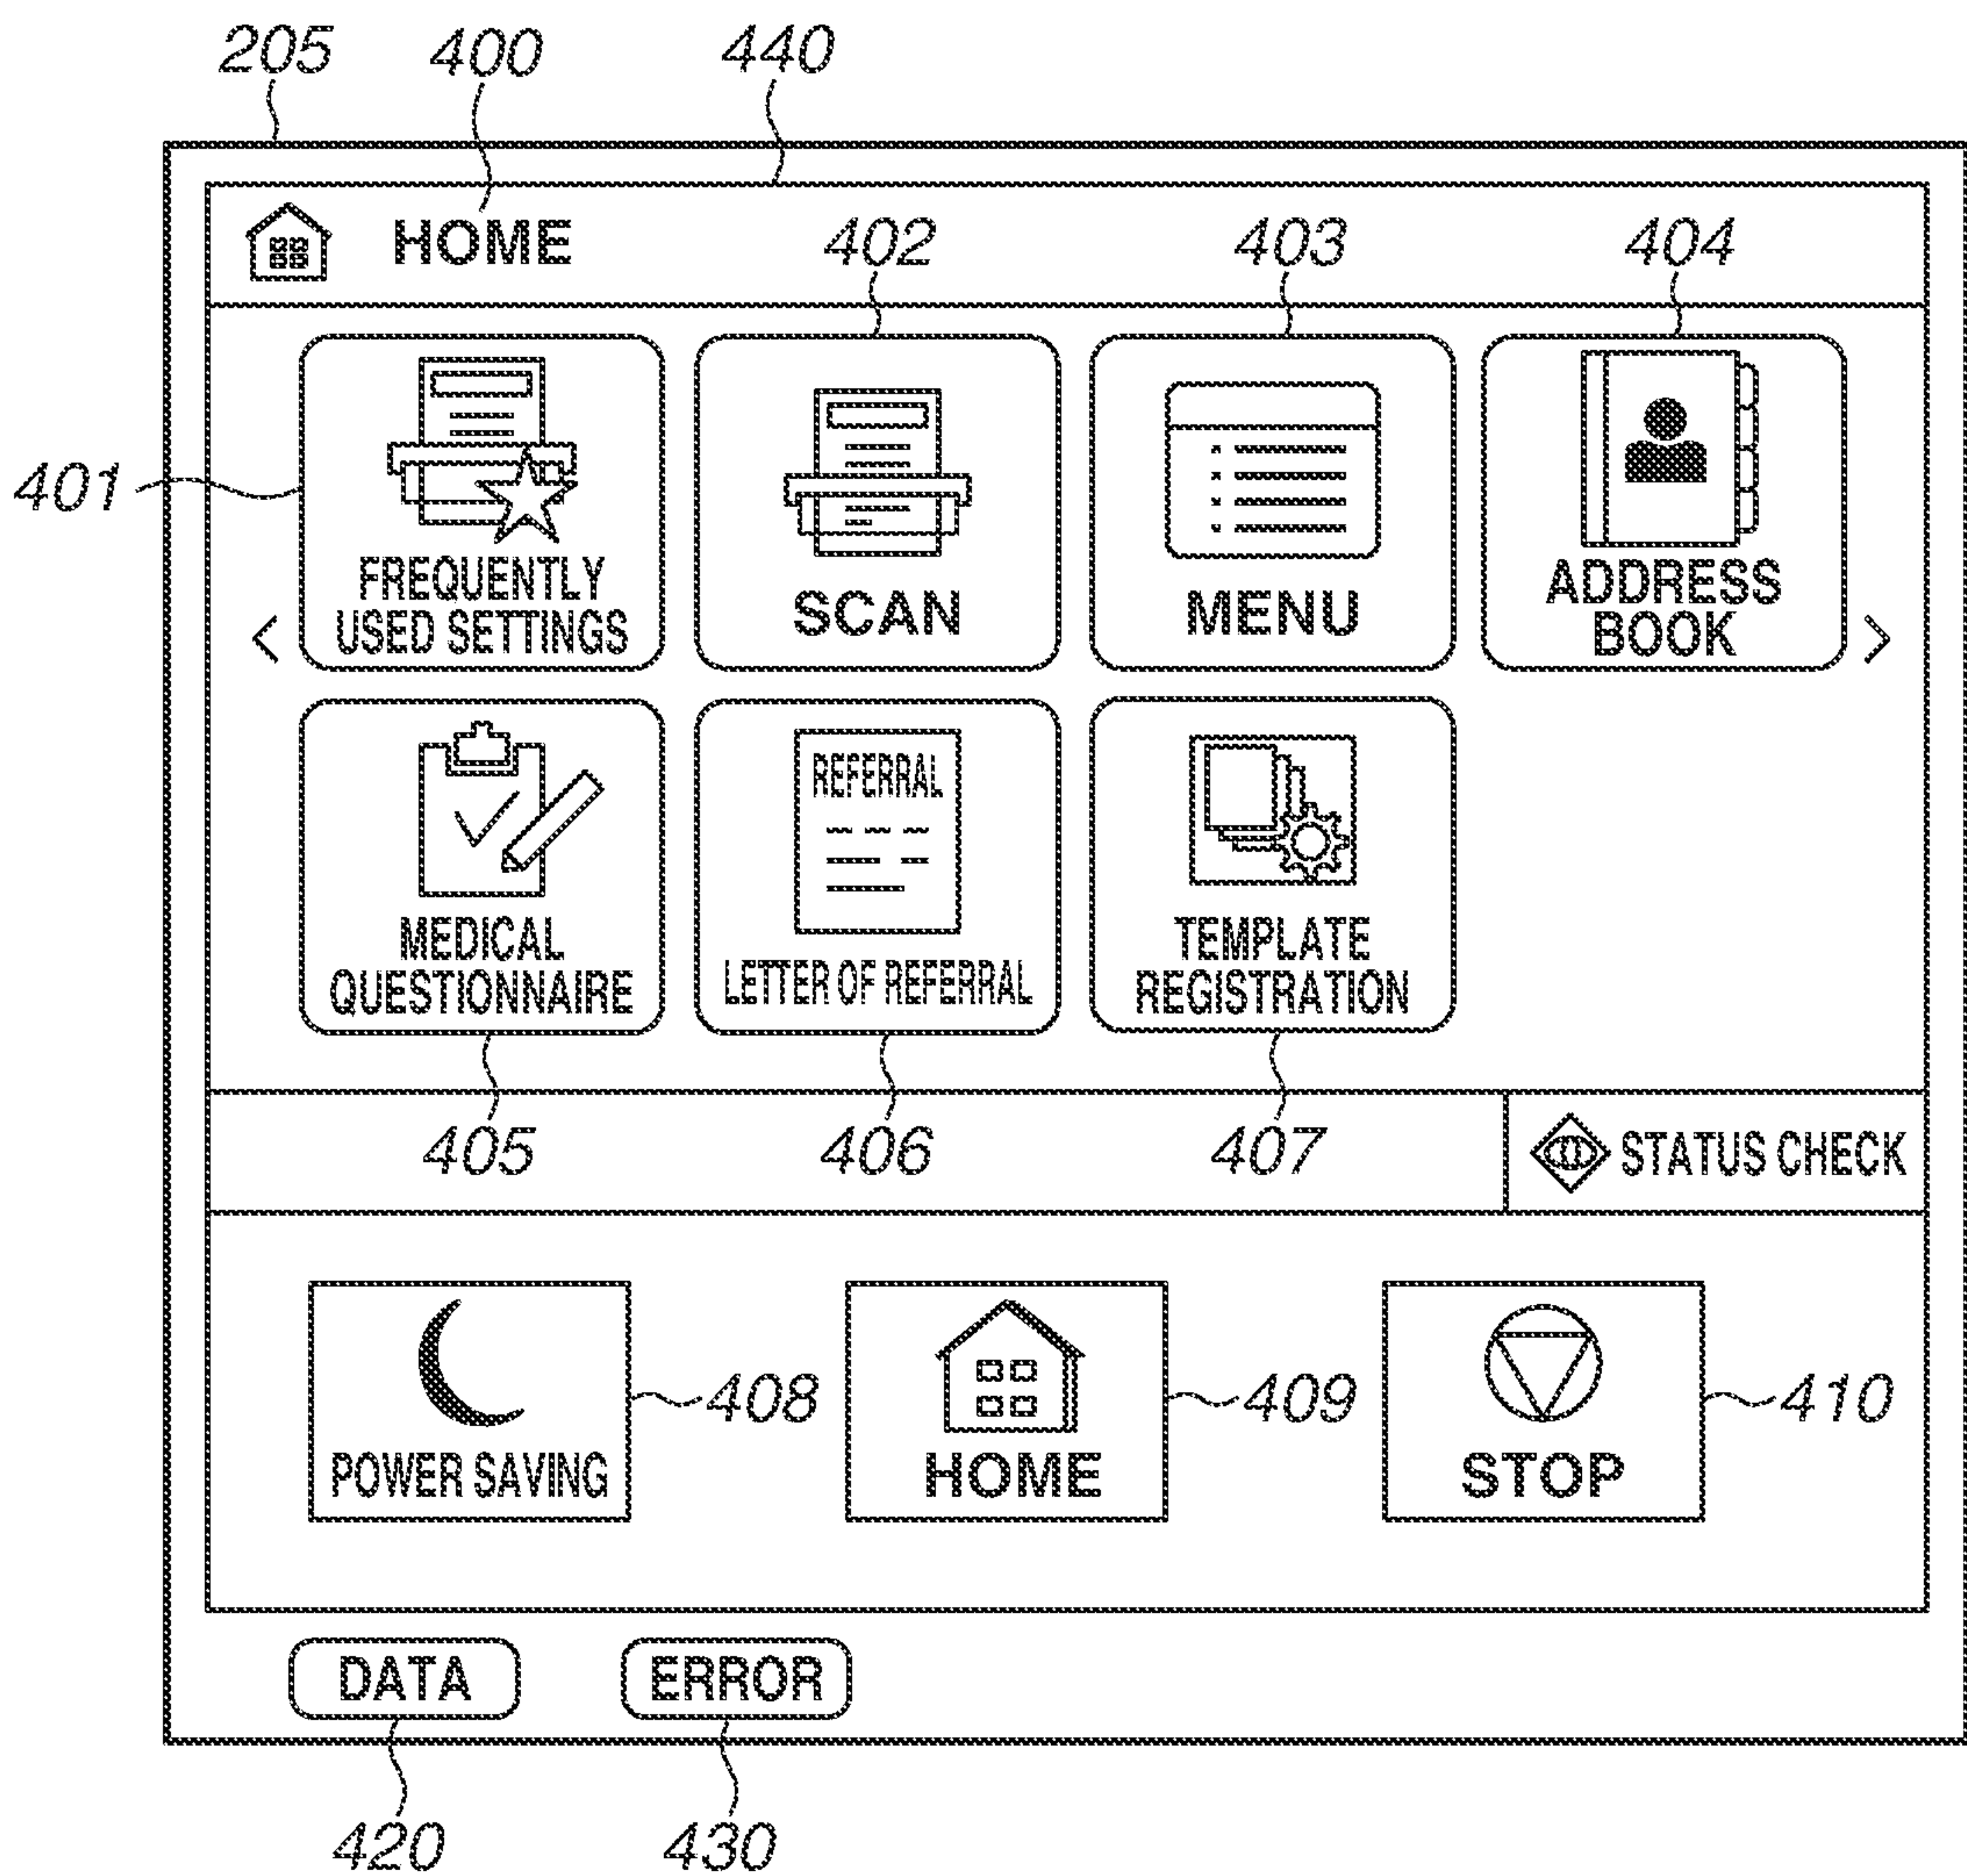 205 400 440
HOME
402 403 404
401
FREQUENTLY
USED SETTINGS
SCAN
MENU
ADDRESS
BOOK
<
>
REFERRAL
MEDICAL
QUESTIONNAIRE
LETTER OF REFERRAL
TEMPLATE
REGISTRATION
405 406 407
STATUS CHECK
POWER SAVING
408
HOME
409
STOP
410
DATA
ERROR
420 430